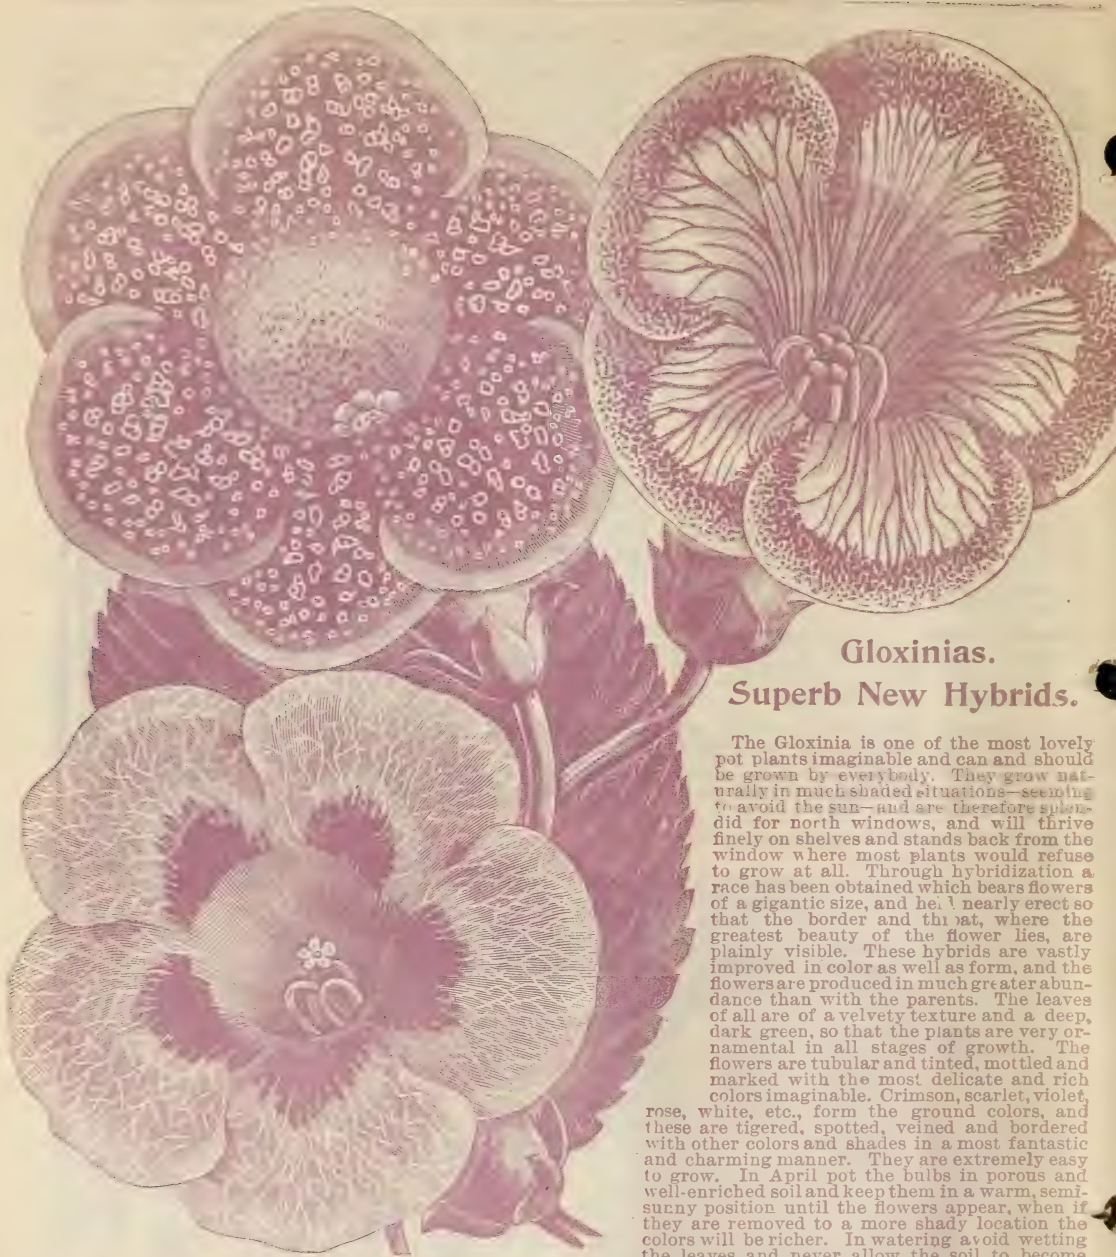 Gloxinias.
Superb New Hybrids.
The Gloxinia is one of the most lovely
pot plants imaginable and can and should
be grown by everybody. They grow nat-
urally in much shaded situations—seeming
to avoid the sun—and are therefore splen-
did for north windows, and will thrive
finely on shelves and stands back from the
window where most plants would refuse
to grow at all. Through hybridization a
race has been obtained which bears flowers
of a gigantic size, and held nearly erect so
that the border and throat, where the
greatest beauty of the flower lies, are
plainly visible. These hybrids are vastly
improved in color as well as form, and the
flowers are produced in much greater abun-
dance than with the parents. The leaves
of all are of a velvety texture and a deep,
dark green, so that the plants are very or-
namental in all stages of growth. The
flowers are tubular and tinted, mottled and
marked with the most delicate and rich
colors imaginable. Crimson, scarlet, violet,
rose, white, etc., form the ground colors, and
these are tigered, spotted, veined and bordered
with other colors and shades in a most fantastic
and charming manner. They are extremely easy
to grow. In April pot the bulbs in porous and
well-enriched soil and keep them in a warm, semi-
sunny position until the flowers appear, when if
they are removed to a more shady location the
colors will be richer. In watering avoid wetting
the leaves and never allow the soil to become